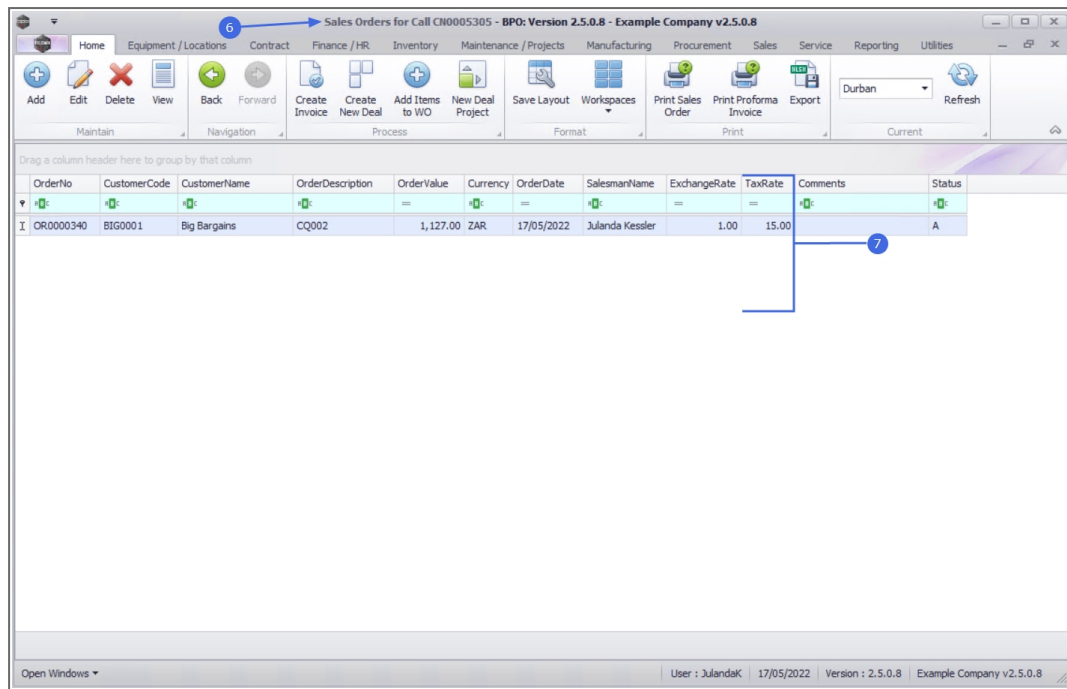 6
Sales Orders for Call CN0005305 - BPO: Version 2.5.0.8 - Example Company v2.5.0.8
Home Equipment / Locations Contract Finance / HR Inventory Maintenance / Projects Manufacturing Procurement Sales Service Reporting Utilities
Add Edit Delete View Back Forward Create Invoice Create New Deal Add Items to WO New Deal Project Save Layout Workspaces Print Sales Order Print Proforma Invoice Export Durban Refresh
Maintain Navigation Process Format Print Current
Drag a column header here to group by that column
OrderNo CustomerCode CustomerName OrderDescription OrderValue Currency OrderDate SalesmanName ExchangeRate TaxRate Comments Status
OR0000340 BIG0001 Big Bargains CQ002 1,127.00 ZAR 17/05/2022 Julanda Kessler 1.00 15.00 A
7
Open Windows User : JulandaK 17/05/2022 Version : 2.5.0.8 Example Company v2.5.0.8